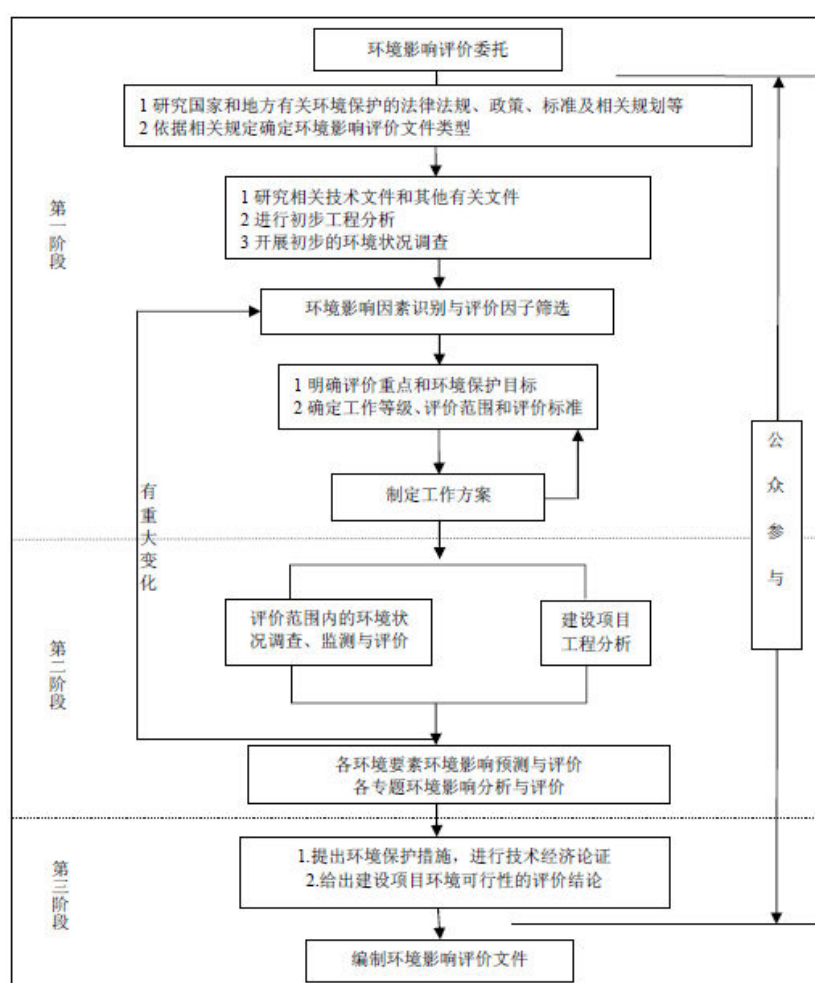 环境影响评价委托
1 研究国家和地方有关环境保护的法律法规、政策、标准及相关规划等
2 依据相关规定确定环境影响评价文件类型
第一阶段
1 研究相关技术文件和其他有关文件
2 进行初步工程分析
3 开展初步的环境状况调查
环境影响因素识别与评价因子筛选
1 明确评价重点和环境保护目标
2 确定工作等级、评价范围和评价标准
制定工作方案
有重大变化
公众参与
第二阶段
评价范围内的环境状
况调查、监测与评价
建设项目
工程分析
各环境要素环境影响预测与评价
各专题环境影响分析与评价
第三阶段
1.提出环境保护措施，进行技术经济论证
2.给出建设项目环境可行性的评价结论
编制环境影响评价文件